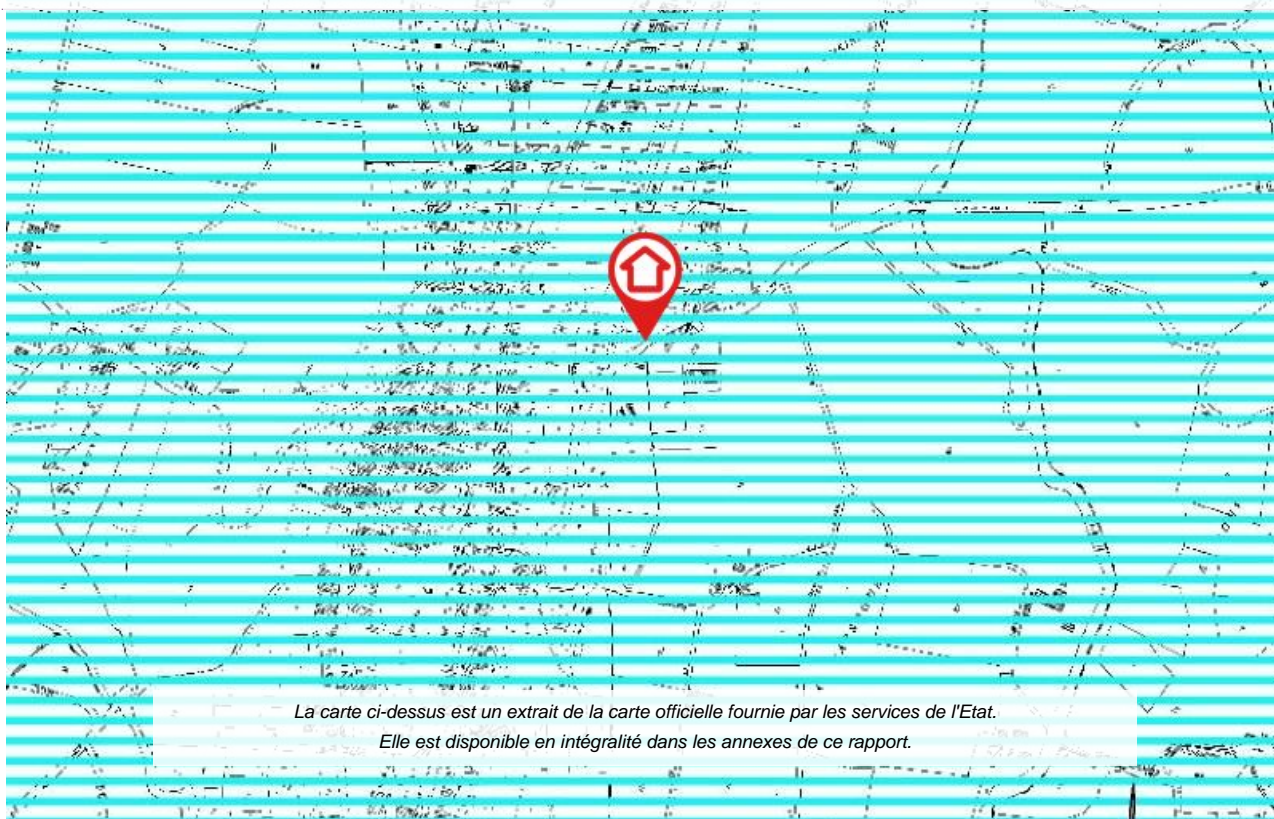 La carte ci-dessus est un extrait de la carte officielle fournie par les services de l'Etat.
Elle est disponible en intégralité dans les annexes de ce rapport.